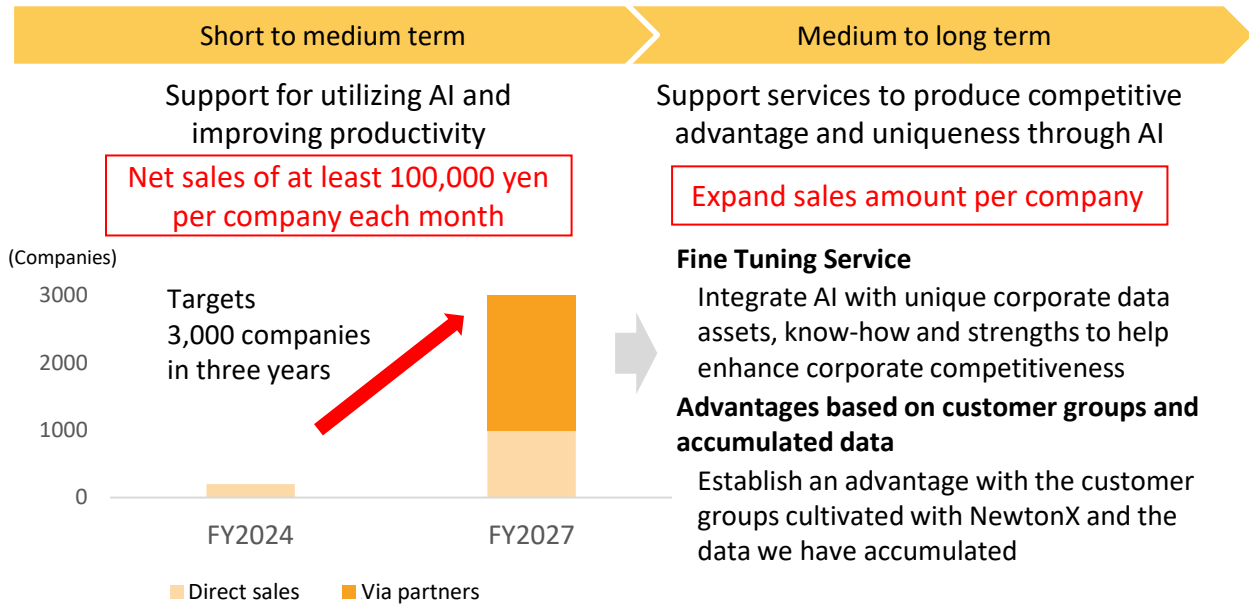 Short to medium term
Medium to long term
Support for utilizing AI and
improving productivity
Net sales of at least 100,000 yen
per company each month
(Companies)
3000
2000
1000
0
Targets
3,000 companies
in three years
FY2024
FY2027
Direct sales
Via partners
Support services to produce competitive
advantage and uniqueness through AI
Expand sales amount per company
Fine Tuning Service
Integrate AI with unique corporate data
assets, know-how and strengths to help
enhance corporate competitiveness
Advantages based on customer groups and
accumulated data
Establish an advantage with the customer
groups cultivated with NewtonX and the
data we have accumulated